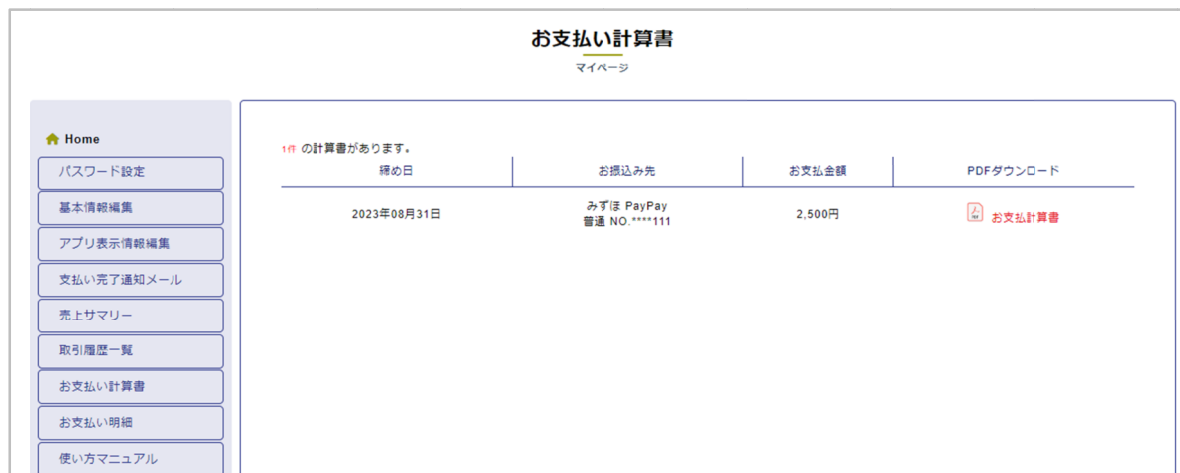 お支払い計算書
マイページ
Home
パスワード設定
基本情報編集
アプリ表示情報編集
支払い完了通知メール
売上サマリー
取引履歴一覧
お支払い計算書
お支払い明細
使い方マニュアル
1件 の計算書があります。
締め日 お振込み先 お支払金額 PDFダウンロード
2023年08月31日 みずほ PayPay 2,500円 お支払計算書
普通 NO.****111